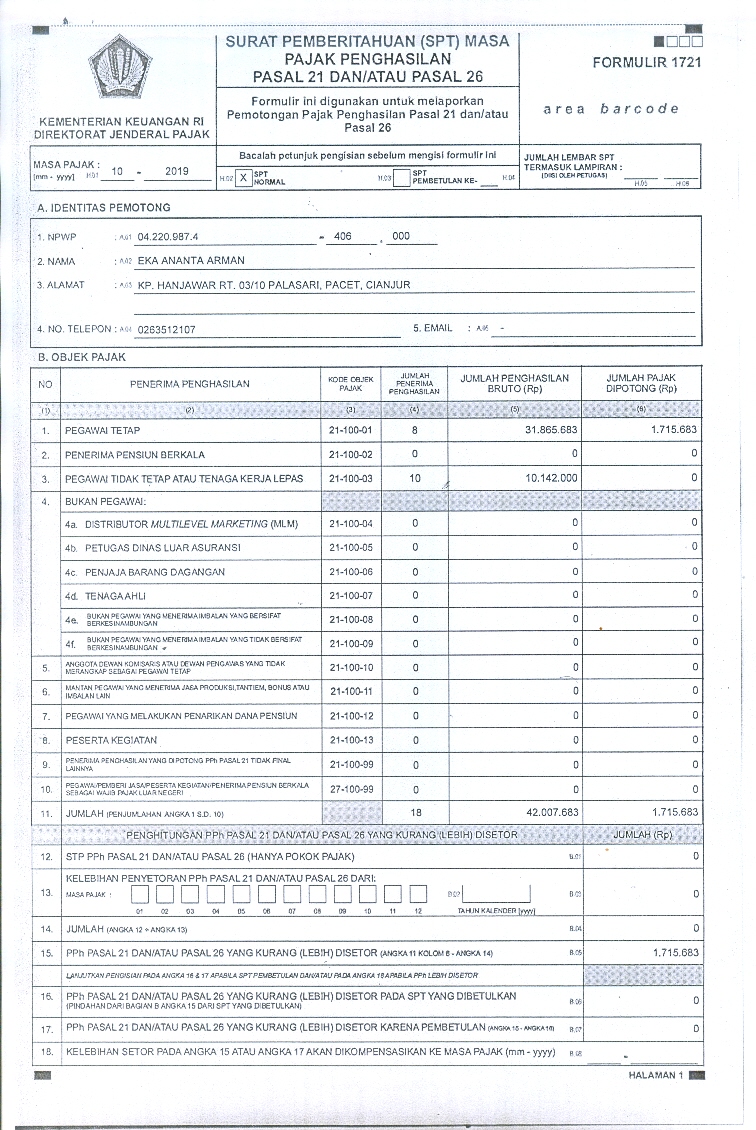 SURAT PEMBERITAHUAN (SPT) MASA
PAJAK PENGHASILAN
PASAL 21 DAN/ATAU PASAL 26
FORMULIR 1721
area barcode
KEMENTERIAN KEUANGAN RI
DIREKTORAT JENDERAL PAJAK
Formulir ini digunakan untuk melaporkan
Pemotongan Pajak Penghasilan Pasal 21 dan/atau
Pasal 26
MASA PAJAK :
[mm - yyyy] H.01 10 - 2019
Bacalah petunjuk pengisian sebelum mengisi formulir ini
H.02 X SPT NORMAL H.03 SPT PEMBETULAN KE- H.04
JUMLAH LEMBAR SPT
TERMASUK LAMPIRAN :
(DIISI OLEH PETUGAS)
H.05 H.06
A. IDENTITAS PEMOTONG
1. NPWP : A.01 04.220.987.4 - 406 . 000
2. NAMA : A.02 EKA ANANTA ARMAN
3. ALAMAT : A.03 KP. HANJAWAR RT. 03/10 PALASARI, PACET, CIANJUR
4. NO. TELEPON : A.04 0263512107 5. EMAIL : A.05 -
B. OBJEK PAJAK
NO PENERIMA PENGHASILAN KODE OBJEK PAJAK JUMLAH PENERIMA PENGHASILAN JUMLAH PENGHASILAN BRUTO (Rp) JUMLAH PAJAK DIPOTONG (Rp)
(1) (2) (3) (4) (5) (6)
1. PEGAWAI TETAP 21-100-01 8 31.865.683 1.715.683
2. PENERIMA PENSIUN BERKALA 21-100-02 0 0 0
3. PEGAWAI TIDAK TETAP ATAU TENAGA KERJA LEPAS 21-100-03 10 10.142.000 0
4. BUKAN PEGAWAI:
4a. DISTRIBUTOR MULTILEVEL MARKETING (MLM) 21-100-04 0 0 0
4b. PETUGAS DINAS LUAR ASURANSI 21-100-05 0 0 0
4c. PENJAJA BARANG DAGANGAN 21-100-06 0 0 0
4d. TENAGA AHLI 21-100-07 0 0 0
4e. BUKAN PEGAWAI YANG MENERIMA IMBALAN YANG BERSIFAT BERKESINAMBUNGAN 21-100-08 0 0 0
4f. BUKAN PEGAWAI YANG MENERIMA IMBALAN YANG TIDAK BERSIFAT BERKESINAMBUNGAN 21-100-09 0 0 0
5. ANGGOTA DEWAN KOMISARIS ATAU DEWAN PENGAWAS YANG TIDAK MERANGKAP SEBAGAI PEGAWAI TETAP 21-100-10 0 0 0
6. MANTAN PEGAWAI YANG MENERIMA JASA PRODUKSI, TANTIEM, BONUS ATAU IMBALAN LAIN 21-100-11 0 0 0
7. PEGAWAI YANG MELAKUKAN PENARIKAN DANA PENSIUN 21-100-12 0 0 0
8. PESERTA KEGIATAN 21-100-13 0 0 0
9. PENERIMA PENGHASILAN YANG DIPOTONG PPh PASAL 21 TIDAK FINAL LAINNYA 21-100-99 0 0 0
10. PEGAWAI/PEMBERI JASA/PESERTA KEGIATAN/PENERIMA PENSIUN BERKALA SEBAGAI WAJIB PAJAK LUAR NEGERI 27-100-99 0 0 0
11. JUMLAH (PENJUMLAHAN ANGKA 1 S.D. 10) 18 42.007.683 1.715.683
PENGHITUNGAN PPh PASAL 21 DAN/ATAU PASAL 26 YANG KURANG (LEBIH) DISETOR JUMLAH (Rp)
12. STP PPh PASAL 21 DAN/ATAU PASAL 26 (HANYA POKOK PAJAK) B.01 0
13. KELEBIHAN PENYETORAN PPh PASAL 21 DAN/ATAU PASAL 26 DARI:
MASA PAJAK : B.02 B.03 0
01 02 03 04 05 06 07 08 09 10 11 12 TAHUN KALENDER [yyyy]
14. JUMLAH (ANGKA 12 + ANGKA 13) B.04 0
15. PPh PASAL 21 DAN/ATAU PASAL 26 YANG KURANG (LEBIH) DISETOR (ANGKA 11 KOLOM 6 - ANGKA 14) B.05 1.715.683
LANJUTKAN PENGISIAN PADA ANGKA 16 & 17 APABILA SPT PEMBETULAN DAN/ATAU PADA ANGKA 18 APABILA PPh LEBIH DISETOR
16. PPh PASAL 21 DAN/ATAU PASAL 26 YANG KURANG (LEBIH) DISETOR PADA SPT YANG DIBETULKAN
(PINDAHAN DARI BAGIAN B ANGKA 15 DARI SPT YANG DIBETULKAN) B.06 0
17. PPh PASAL 21 DAN/ATAU PASAL 26 YANG KURANG (LEBIH) DISETOR KARENA PEMBETULAN (ANGKA 15 - ANGKA 16) B.07 0
18. KELEBIHAN SETOR PADA ANGKA 15 ATAU ANGKA 17 AKAN DIKOMPENSASIKAN KE MASA PAJAK (mm - yyyy) B.08 -
HALAMAN 1